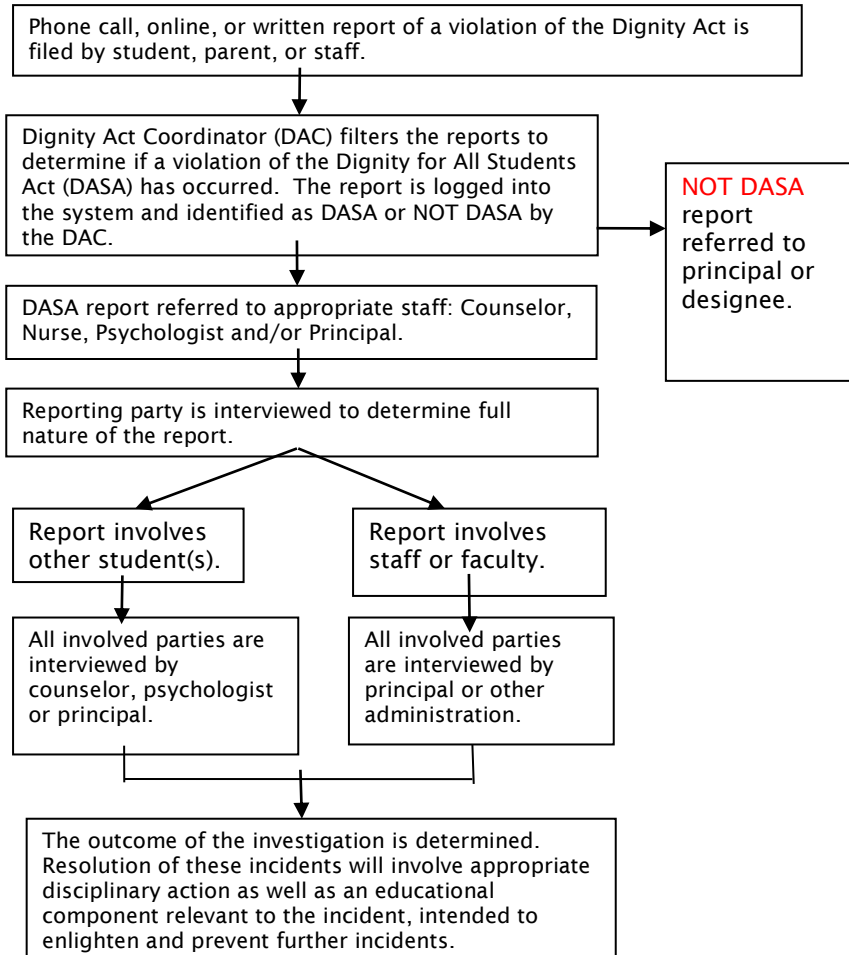 Phone call, online, or written report of a violation of the Dignity Act is
filed by student, parent, or staff.
Dignity Act Coordinator (DAC) filters the reports to
determine if a violation of the Dignity for All Students
Act (DASA) has occurred.  The report is logged into
the system and identified as DASA or NOT DASA by
the DAC.
NOT DASA
report
referred to
principal or
designee.
DASA report referred to appropriate staff: Counselor,
Nurse, Psychologist and/or Principal.
Reporting party is interviewed to determine full
nature of the report.
Report involves
other student(s).
Report involves
staff or faculty.
All involved parties are
interviewed by
counselor, psychologist
or principal.
All involved parties
are interviewed by
principal or other
administration.
The outcome of the investigation is determined.
Resolution of these incidents will involve appropriate
disciplinary action as well as an educational
component relevant to the incident, intended to
enlighten and prevent further incidents.